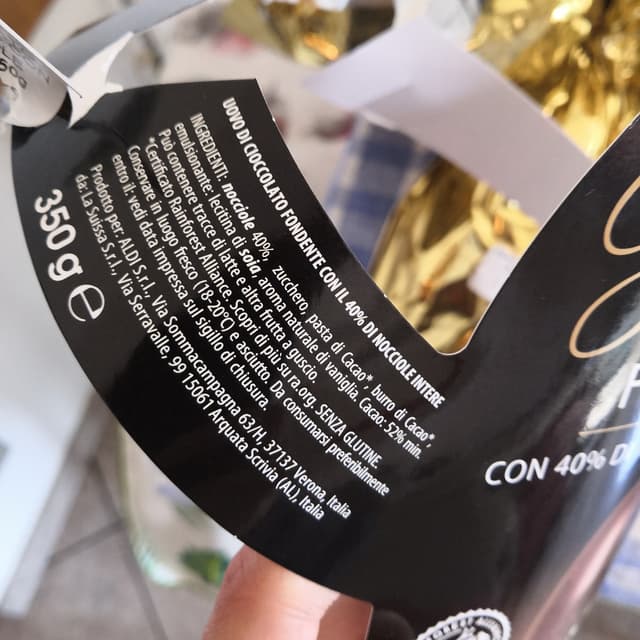 UOVO DI CIOCCOLATO FONDENTE CON IL 40% DI NOCCIOLE INTERE
INGREDIENTI: nocciole 40%, zucchero, pasta di Cacao*, burro di Cacao*,
emulsionante: lecitina di soia, aroma naturale di vaniglia. Cacao: 52% min.
Può contenere tracce di latte e altra frutta a guscio.
*Certificato Rainforest Alliance. Scopri di più su ra.org. SENZA GLUTINE.
Conservare in luogo fresco (18-20°C) e asciutto. Da consumarsi preferibilmente
entro il: vedi data impressa sul sigillo di chiusura.
Prodotto per: ALDI S.r.l., Via Sommacampagna 63/H, 37137 Verona, Italia
da: La Suissa S.r.l., Via Serravalle, 99 15061 Arquata Scrivia (AL), Italia
350 g e
CON 40% D